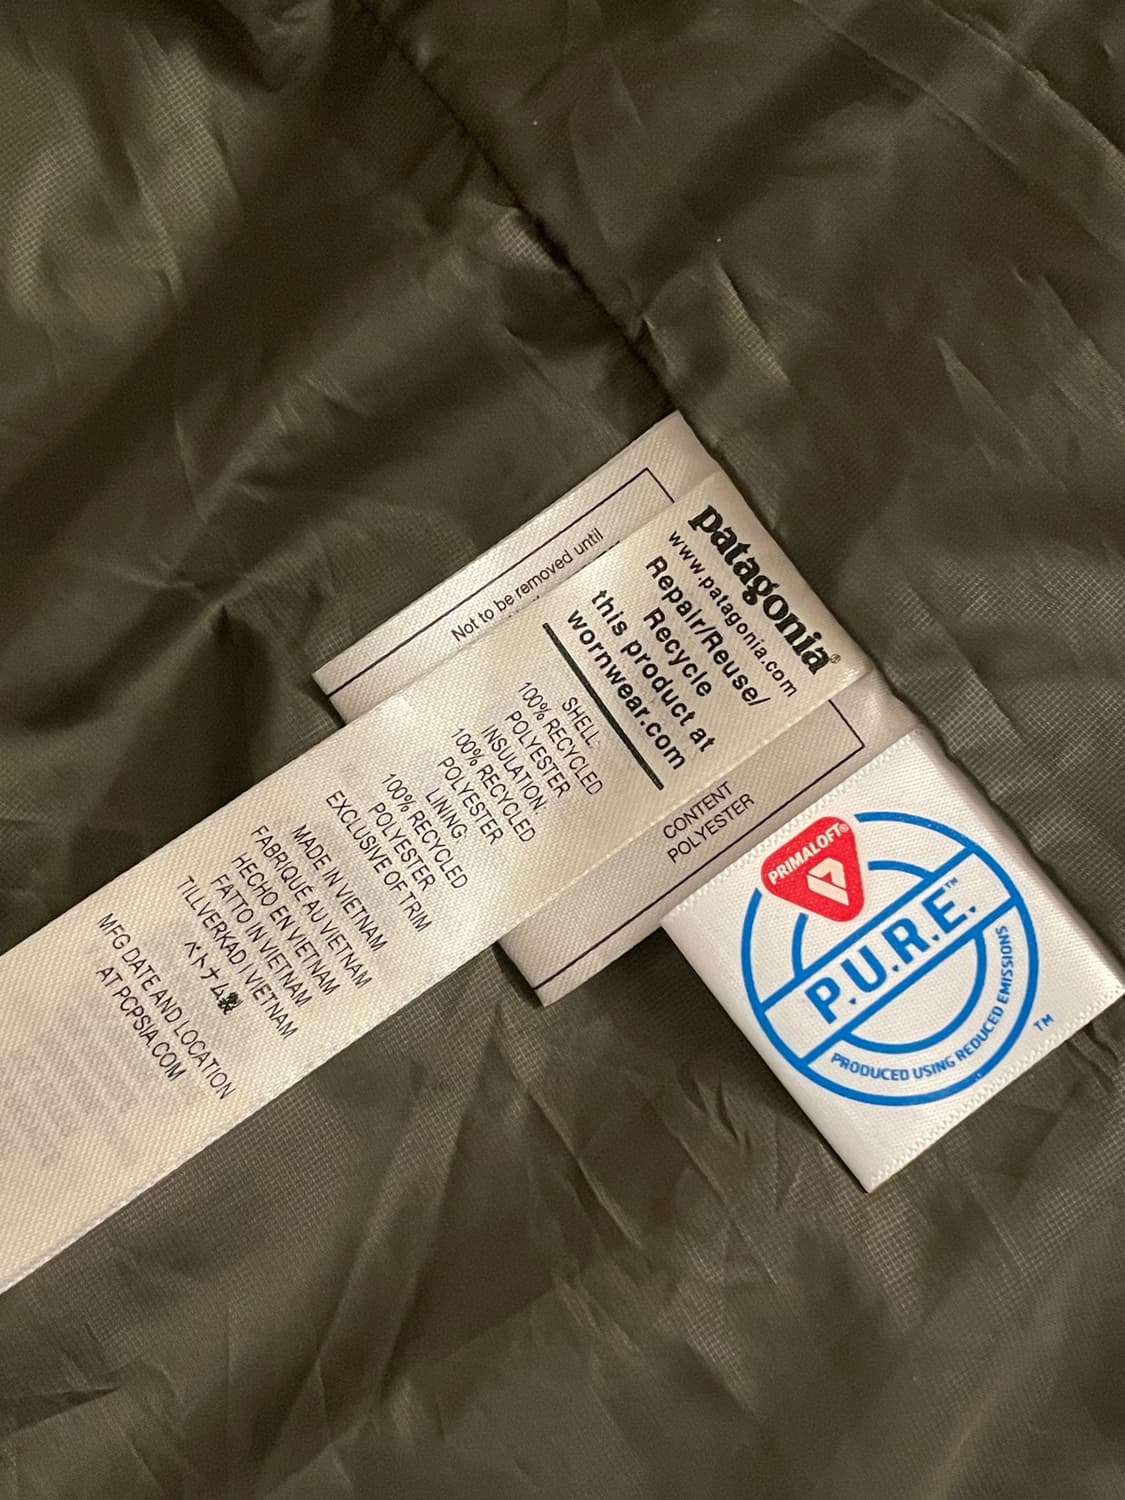 Not to be removed until
patagonia®
www.patagonia.com
Repair/Reuse/
Recycle
this product at
wornwear.com
SHELL:
100% RECYCLED
POLYESTER
INSULATION:
100% RECYCLED
POLYESTER
LINING:
100% RECYCLED
POLYESTER
EXCLUSIVE OF TRIM
MADE IN VIETNAM
FABRIQUÉ AU VIETNAM
HECHO EN VIETNAM
FATTO IN VIETNAM
TILLVERKAD I VIETNAM
ベトナム製
MFG DATE AND LOCATION
AT PCPSIA.COM
CONTENT
POLYESTER
PRIMALOFT®
P.U.R.E.™
PRODUCED USING REDUCED EMISSIONS
™